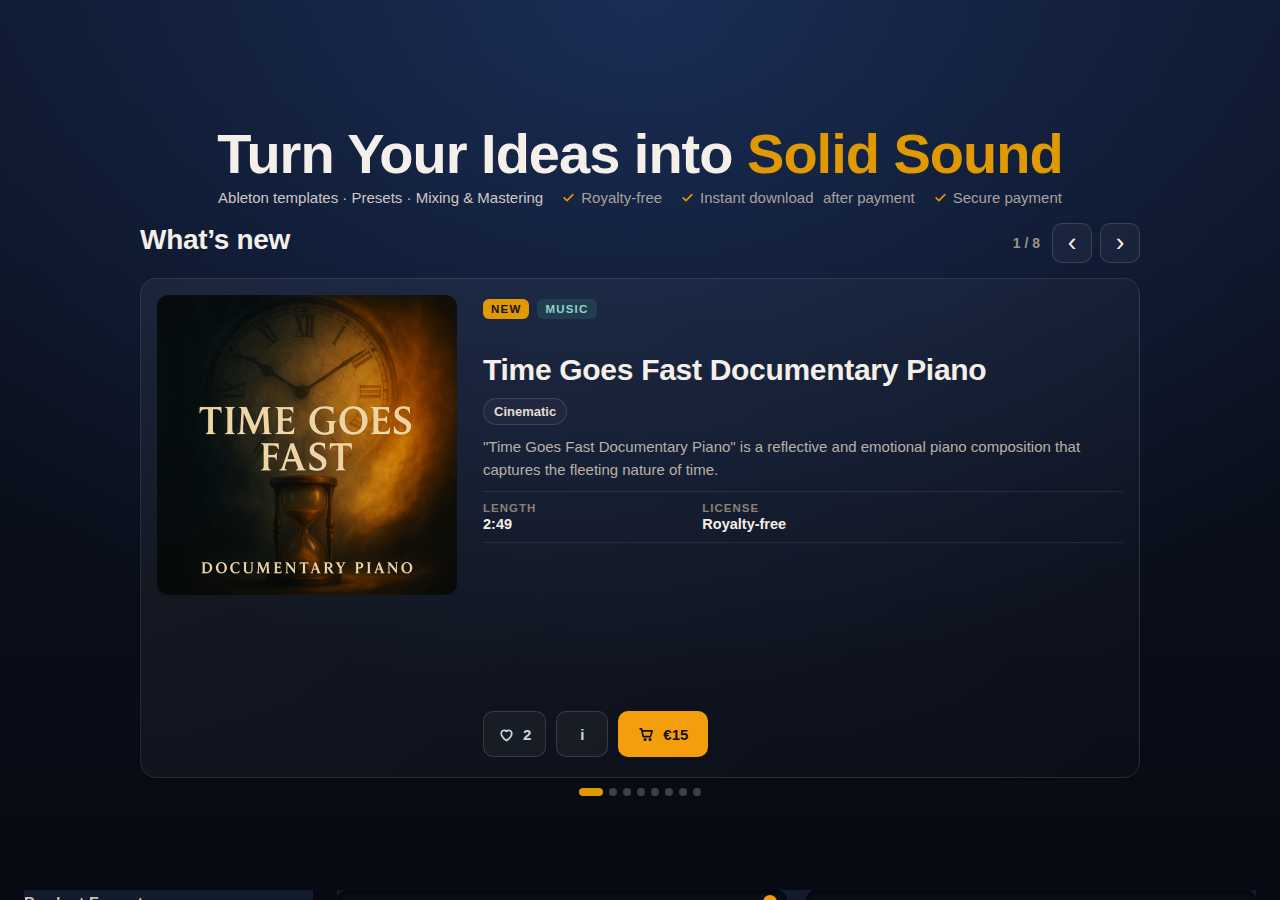 Turn Your Ideas into Solid Sound
Ableton templates · Presets · Mixing & Mastering Royalty-free Instant download after payment Secure payment
What’s new
1 / 8
TIME GOES
FAST
DOCUMENTARY PIANO
NEW MUSIC
Time Goes Fast Documentary Piano
Cinematic
"Time Goes Fast Documentary Piano" is a reflective and emotional piano composition that
captures the fleeting nature of time.
LENGTH LICENSE
2:49 Royalty-free
2 i €15